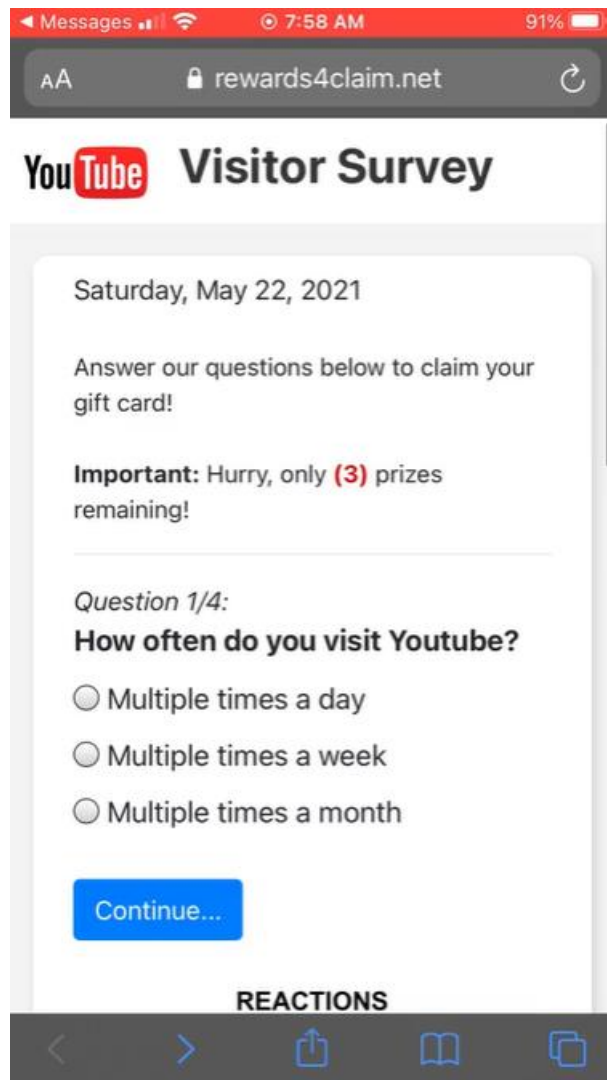 Messages 7:58 AM 91%
AA rewards4claim.net
YouTube Visitor Survey
Saturday, May 22, 2021
Answer our questions below to claim your
gift card!
Important: Hurry, only (3) prizes
remaining!
Question 1/4:
How often do you visit Youtube?
Multiple times a day
Multiple times a week
Multiple times a month
Continue...
REACTIONS